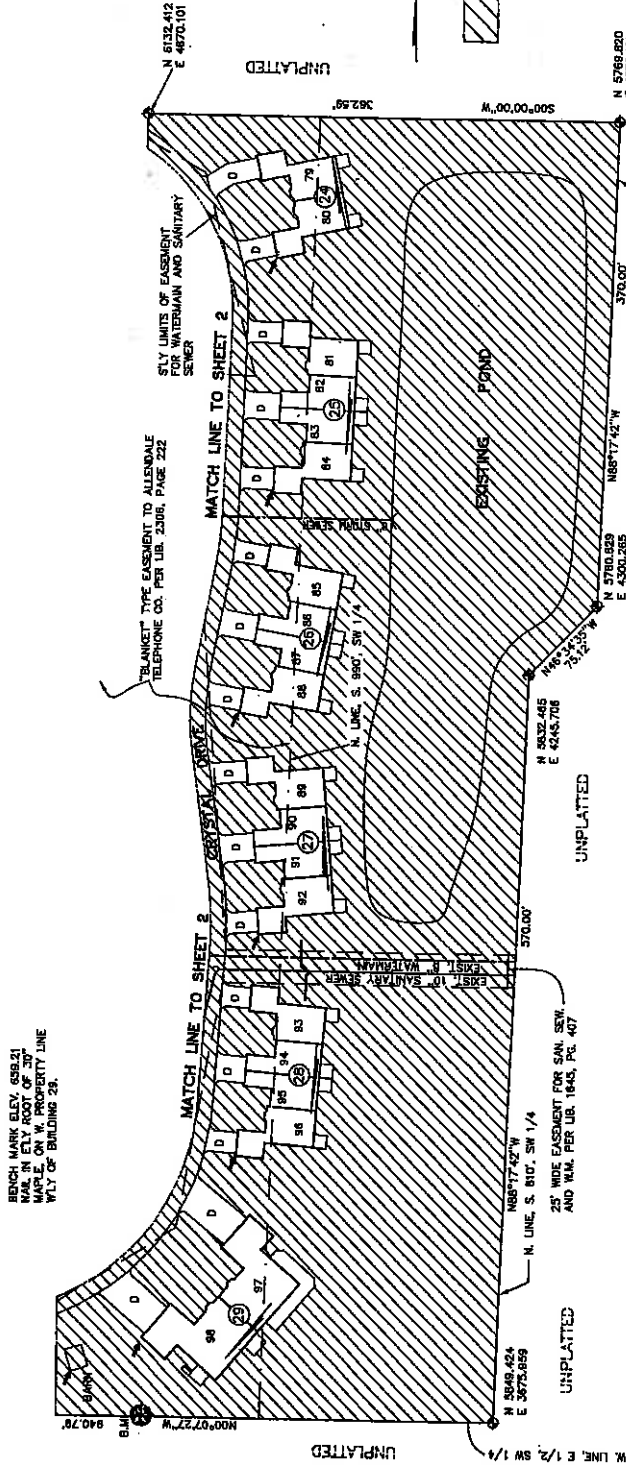 BENCH MARK ELEV. 659.21
NAIL IN E'LY ROOT OF 30"
MAPLE, ON W. PROPERTY LINE
W'LY OF BUILDING 29.
"BLANKET" TYPE EASEMENT TO ALLENDALE
TELEPHONE CO. PER LIB. 2306, PAGE 222
S'LY LIMITS OF EASEMENT
FOR WATERMAIN AND SANITARY
SEWER
N 6132.412
E 4670.101
UNPLATTED
362.59'
S00°00'00"W
N 5769.820
MATCH LINE TO SHEET 2
MATCH LINE TO SHEET 2
CRYSTAL DRIVE
940.79'
BARN
B.M.
N00°07'27"W
UNPLATTED
D
D
98
29
97
D
D
D
96
95
28
94
93
D
D
D
92
91
27
90
89
D
D
D
88
87
26
86
85
D
D
D
84
83
25
82
81
D
D
80
24
79
EXIST. 10" SANITARY SEWER
EXIST. 8" WATERMAIN
STORM SEWER
N. LINE, S. 990', SW 1/4
EXISTING POND
370.00'
N88°17'42"W
N 5780.829
E 4300.265
N46°34'35"W
75.12'
N 5832.465
E 4245.706
UNPLATTED
570.00'
N88°17'42"W
N. LINE, S. 810', SW 1/4
25' WIDE EASEMENT FOR SAN. SEW.
AND W.M. PER LIB. 1645, PG. 407
UNPLATTED
N 5849.424
E 3675.959
W. LINE, E 1/2, SW 1/4